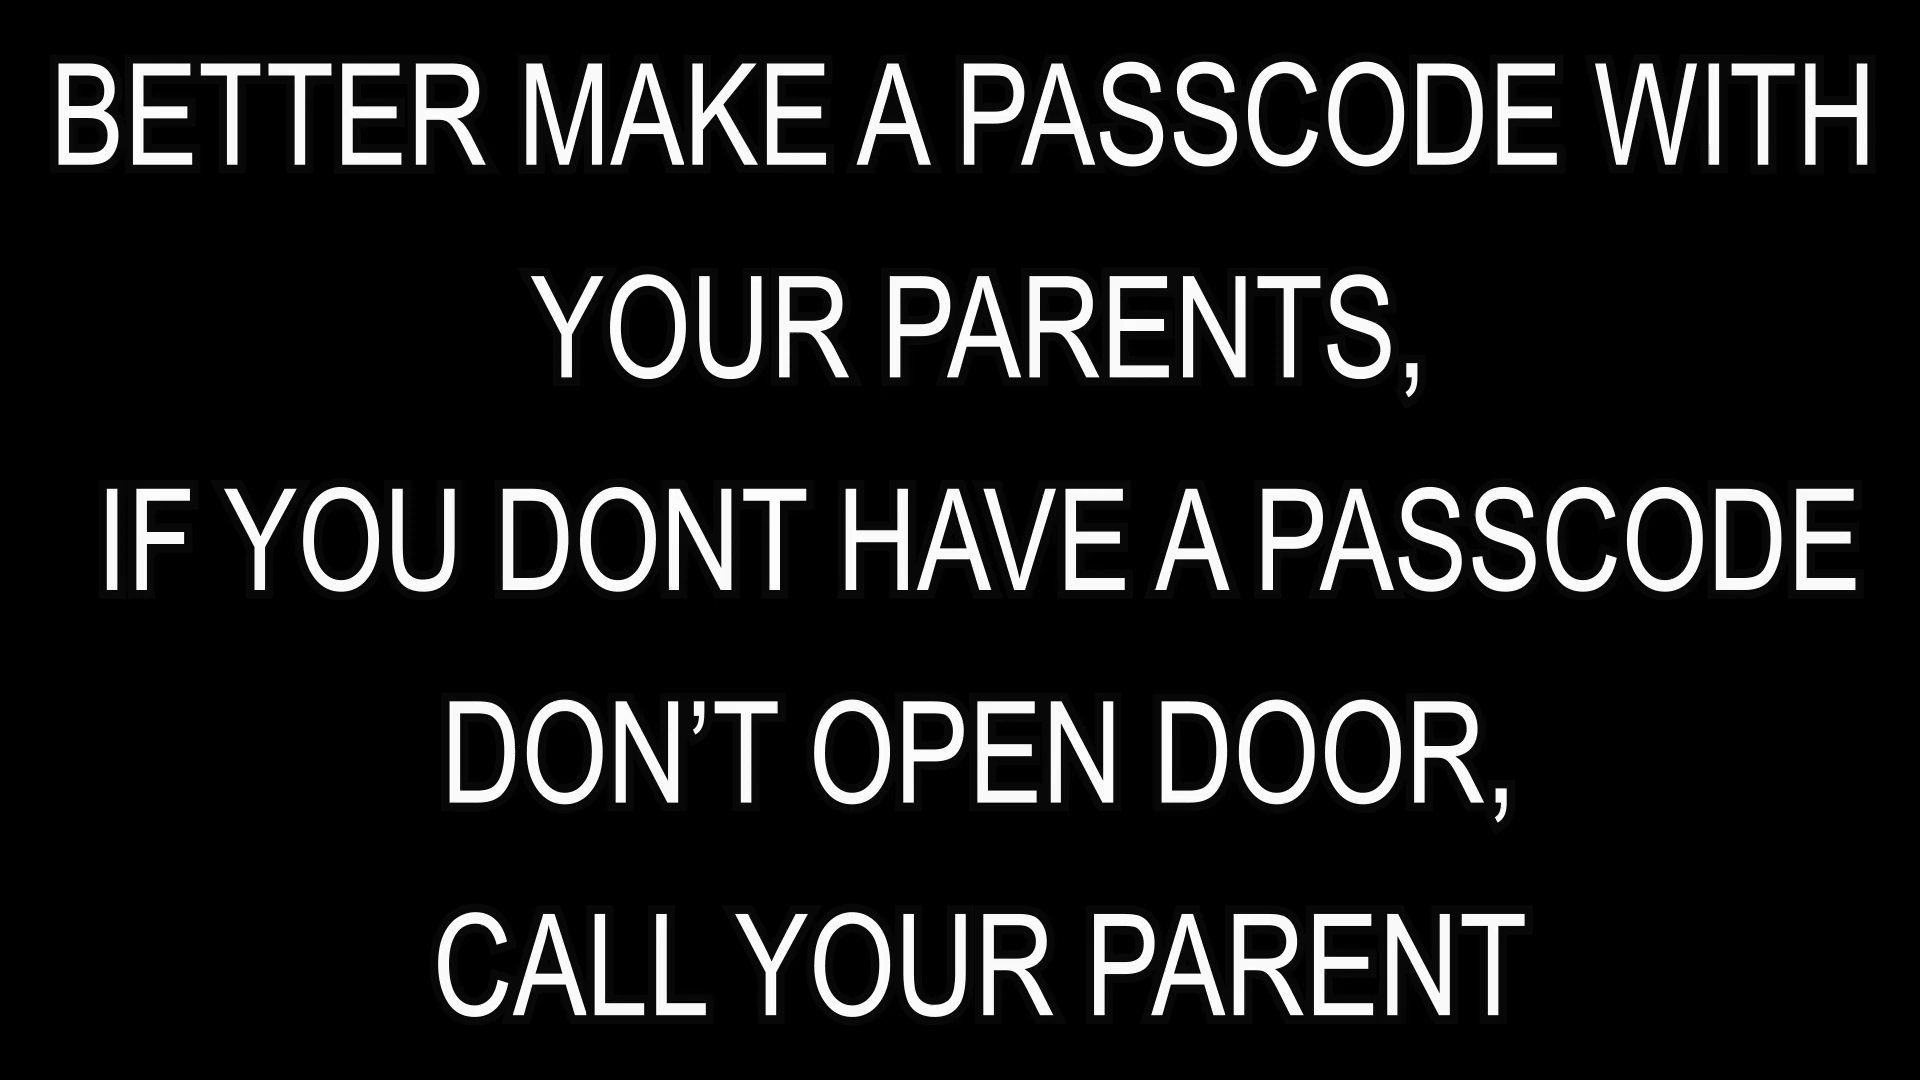 BETTER MAKE A PASSCODE WITH
YOUR PARENTS,
IF YOU DONT HAVE A PASSCODE
DON’T OPEN DOOR,
CALL YOUR PARENT